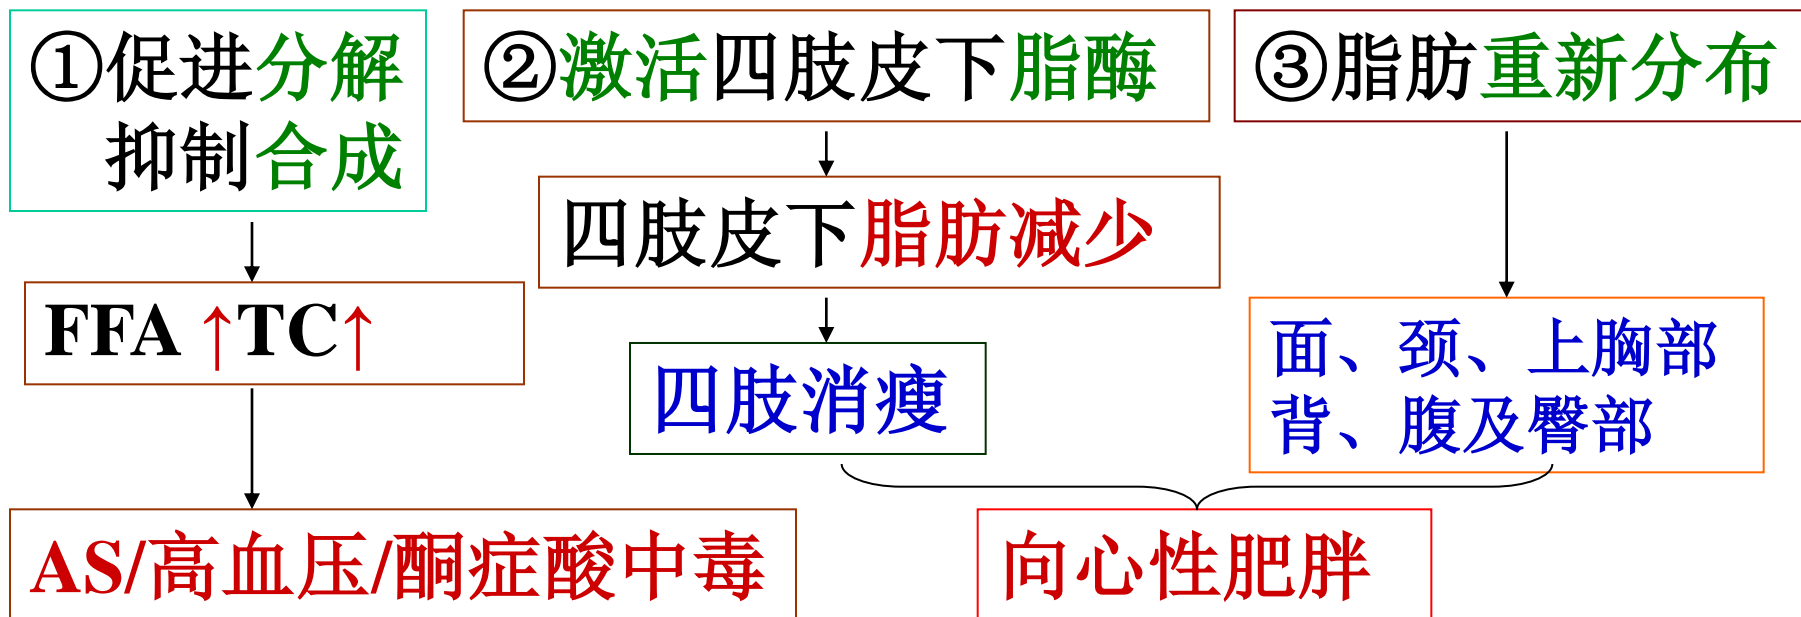 ①促进分解
抑制合成
②激活四肢皮下脂酶
③脂肪重新分布
四肢皮下脂肪减少
FFA ↑TC↑
四肢消瘦
面、颈、上胸部
背、腹及臀部
AS/高血压/酮症酸中毒
向心性肥胖